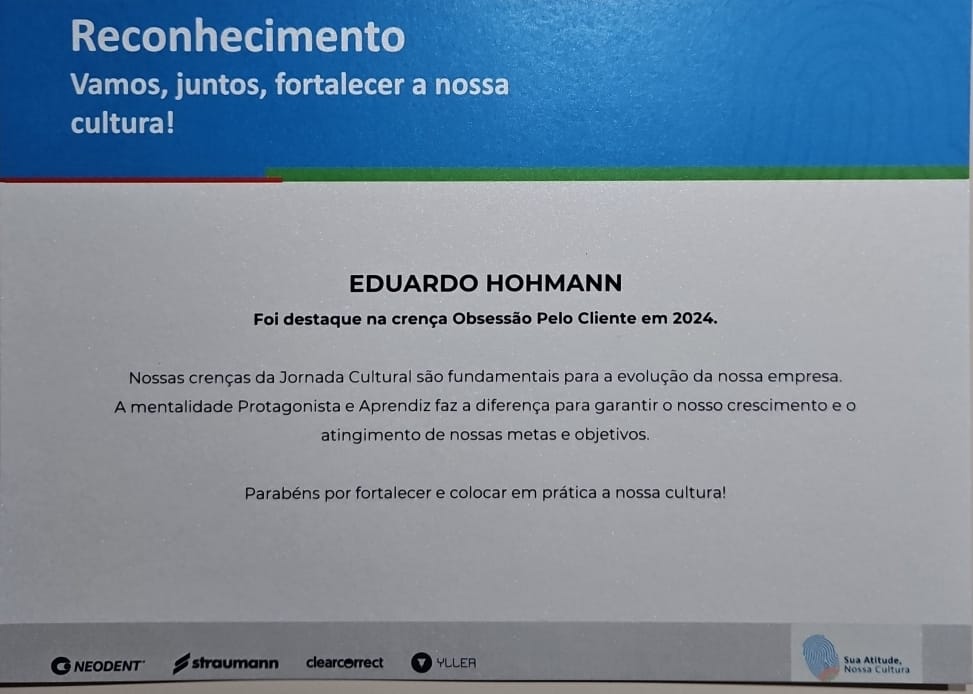 Reconhecimento
Vamos, juntos, fortalecer a nossa
cultura!
EDUARDO HOHMANN
Foi destaque na crença Obsessão Pelo Cliente em 2024.
Nossas crenças da Jornada Cultural são fundamentais para a evolução da nossa empresa.
A mentalidade Protagonista e Aprendiz faz a diferença para garantir o nosso crescimento e o
atingimento de nossas metas e objetivos.
Parabéns por fortalecer e colocar em prática a nossa cultura!
NEODENT straumann clearcorrect YLLER
Sua Atitude,
Nossa Cultura